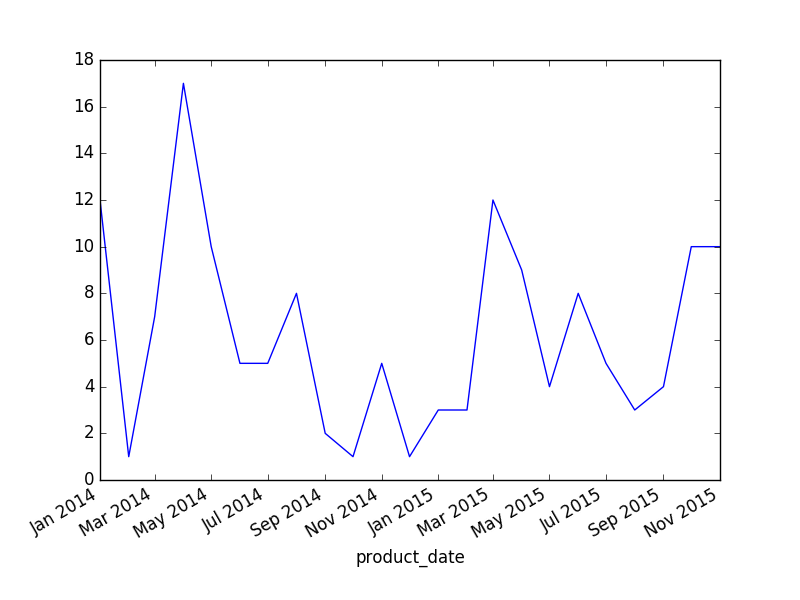 18
16
14
12
10
8
6
4
2
0
Jan 2014
Mar 2014
May 2014
Jul 2014
Sep 2014
Nov 2014
Jan 2015
Mar 2015
May 2015
Jul 2015
Sep 2015
Nov 2015
product_date